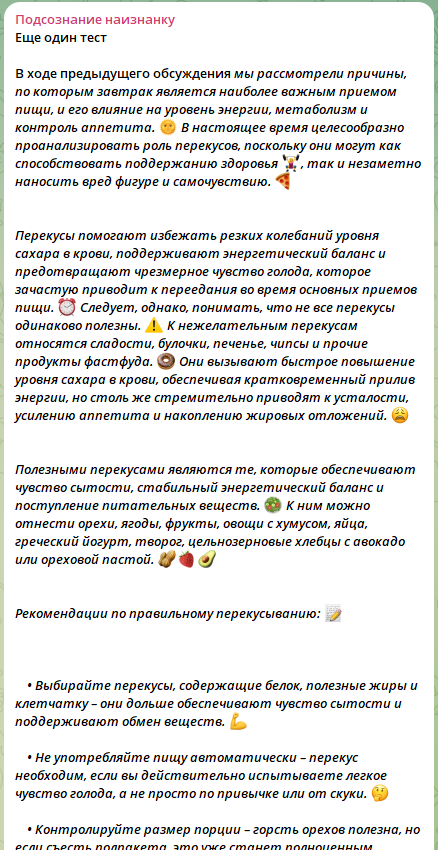 Подсознание наизнанку
Еще один тест
В ходе предыдущего обсуждения мы рассмотрели причины,
по которым завтрак является наиболее важным приемом
пищи, и его влияние на уровень энергии, метаболизм и
контроль аппетита. 🌞 В настоящее время целесообразно
проанализировать роль перекусов, поскольку они могут как
способствовать поддержанию здоровья 🏋️‍♀️, так и незаметно
наносить вред фигуре и самочувствию. 🍕
Перекусы помогают избежать резких колебаний уровня
сахара в крови, поддерживают энергетический баланс и
предотвращают чрезмерное чувство голода, которое
зачастую приводит к переедания во время основных приемов
пищи. ⏰ Следует, однако, понимать, что не все перекусы
одинаково полезны. ⚠️ К нежелательным перекусам
относятся сладости, булочки, печенье, чипсы и прочие
продукты фастфуда. 🍩 Они вызывают быстрое повышение
уровня сахара в крови, обеспечивая кратковременный прилив
энергии, но столь же стремительно приводят к усталости,
усилению аппетита и накоплению жировых отложений. 😩
Полезными перекусами являются те, которые обеспечивают
чувство сытости, стабильный энергетический баланс и
поступление питательных веществ. 🥗 К ним можно
отнести орехи, ягоды, фрукты, овощи с хумусом, яйца,
греческий йогурт, творог, цельнозерновые хлебцы с авокадо
или ореховой пастой. 🥜🍓🥑
Рекомендации по правильному перекусыванию: 📝
• Выбирайте перекусы, содержащие белок, полезные жиры и
клетчатку – они дольше обеспечивают чувство сытости и
поддерживают обмен веществ. 💪
• Не употребляйте пищу автоматически – перекус
необходим, если вы действительно испытываете легкое
чувство голода, а не просто по привычке или от скуки. 🤔
• Контролируйте размер порции – горсть орехов полезна, но
если съесть полпакета, это уже станет полноценным